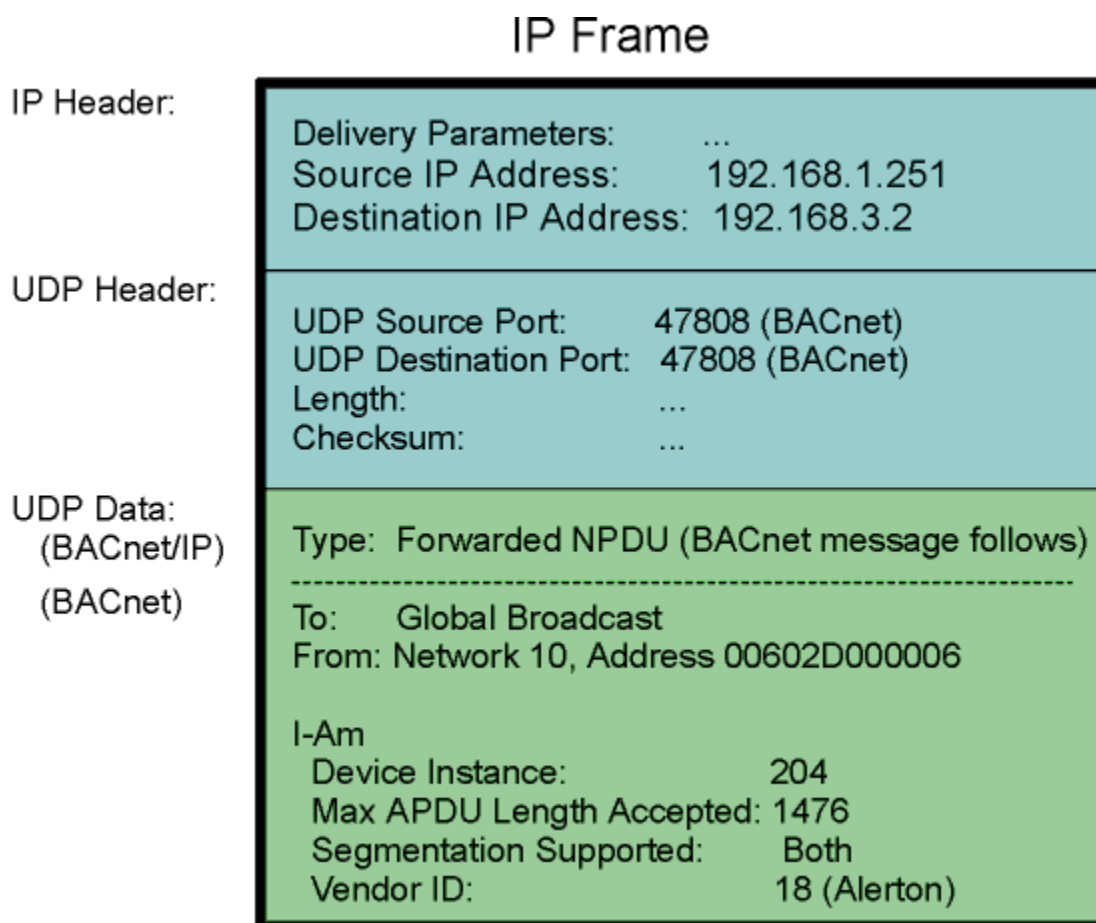 IP Frame
IP Header:
Delivery Parameters: ...
Source IP Address: 192.168.1.251
Destination IP Address: 192.168.3.2
UDP Header:
UDP Source Port: 47808 (BACnet)
UDP Destination Port: 47808 (BACnet)
Length: ...
Checksum: ...
UDP Data:
(BACnet/IP)
Type: Forwarded NPDU (BACnet message follows)
(BACnet)
To: Global Broadcast
From: Network 10, Address 00602D000006
I-Am
Device Instance: 204
Max APDU Length Accepted: 1476
Segmentation Supported: Both
Vendor ID: 18 (Alerton)